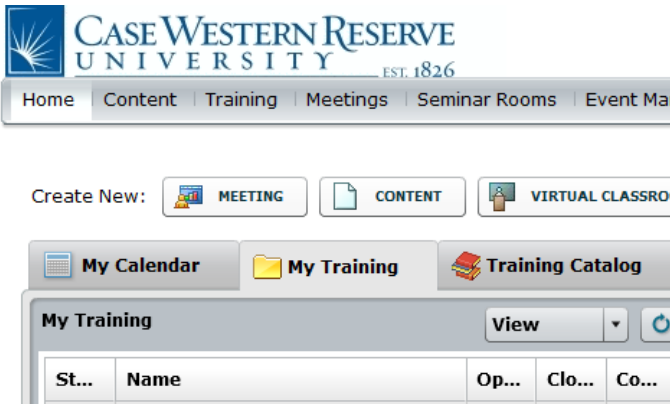 CASE WESTERN RESERVE
UNIVERSITY EST. 1826
Home Content Training Meetings Seminar Rooms Event Ma
Create New: MEETING CONTENT VIRTUAL CLASSRO
My Calendar My Training Training Catalog
My Training View
St... Name Op... Clo... Co...